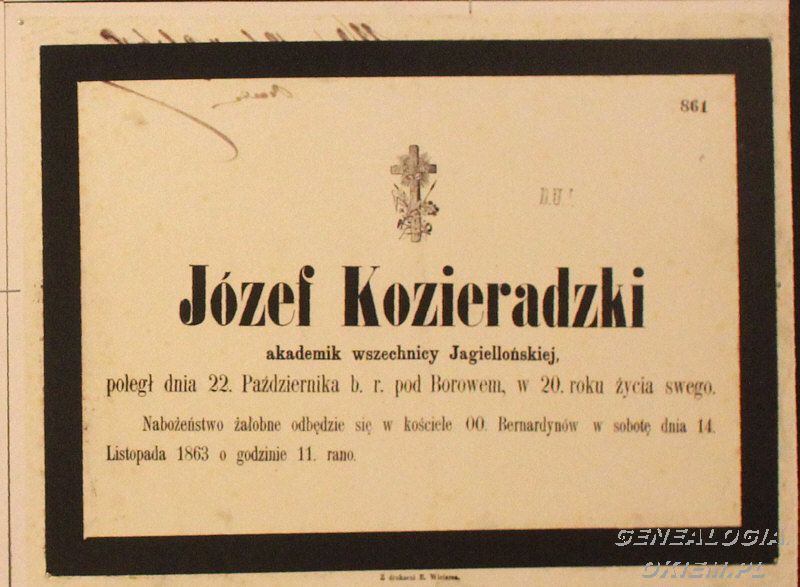 861
Józef Kozieradzki
akademik wszechnicy Jagiellońskiej,
poległ dnia 22. Października b. r. pod Borowem, w 20. roku życia swego.
Nabożeństwo żałobne odbędzie się w kościele OO. Bernardynów w sobotę dnia 14.
Listopada 1863 o godzinie 11. rano.
Z drukarni
GENEALOGIA
OKIEM.PL